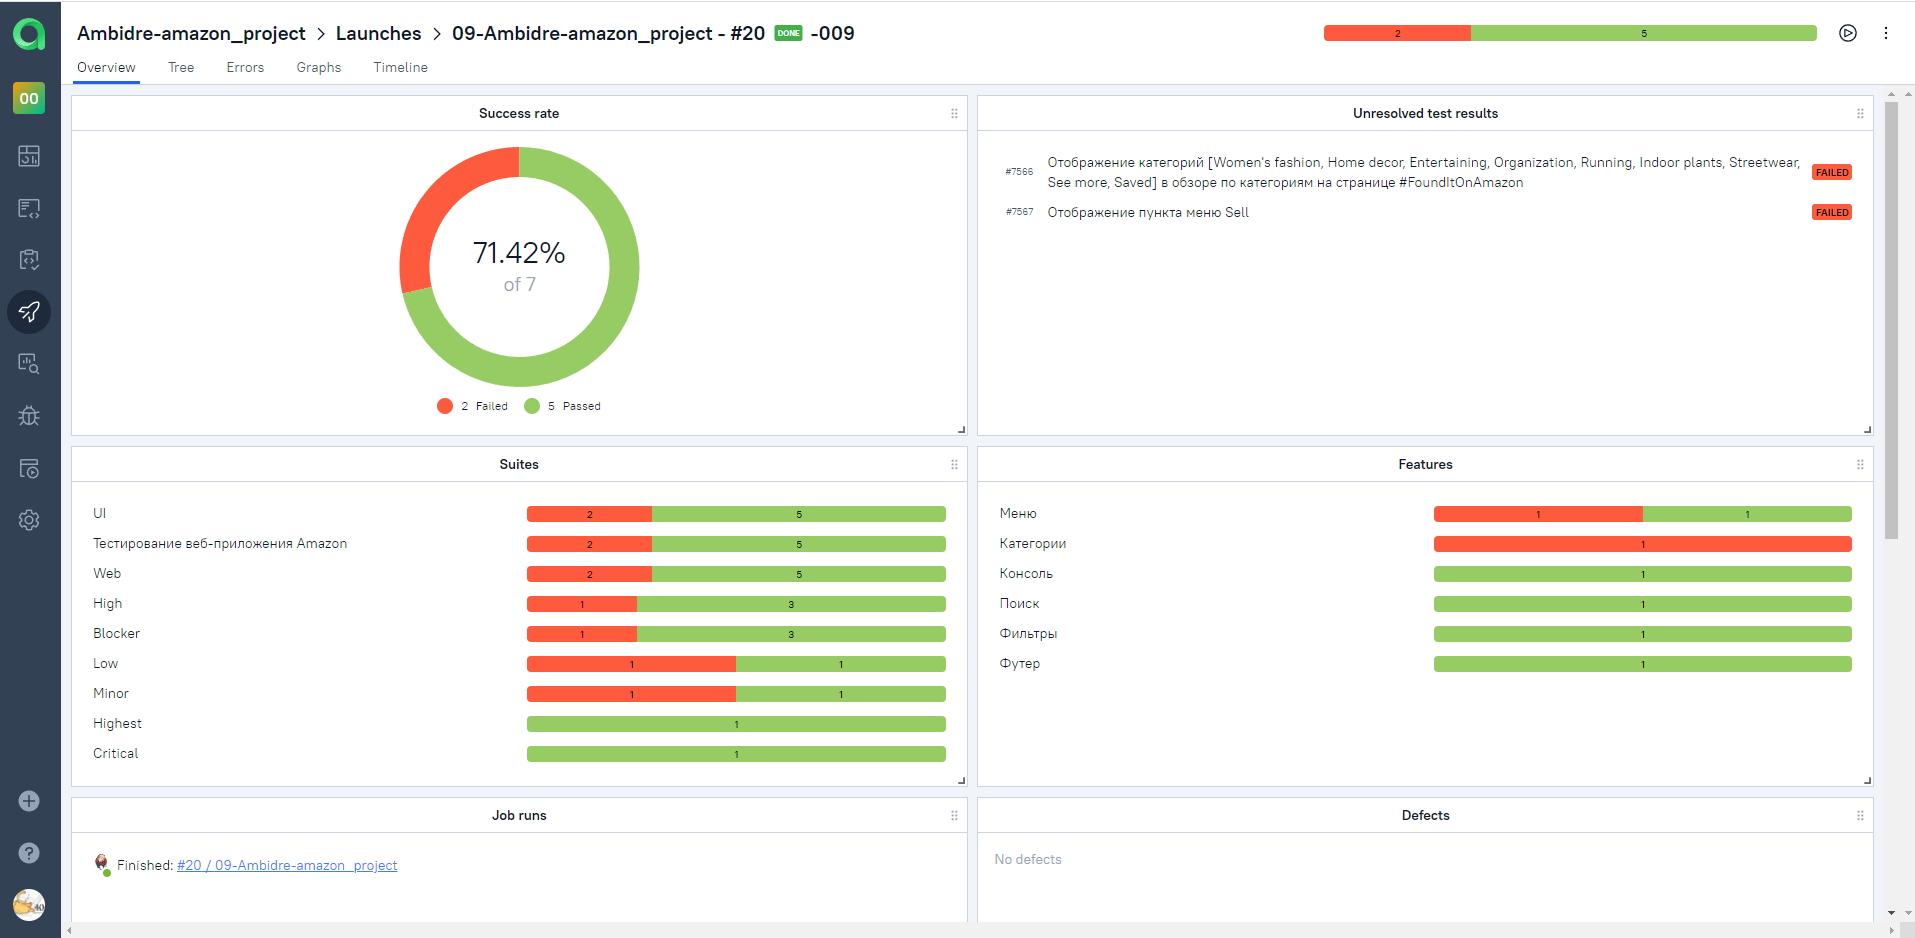 Ambidre-amazon_project > Launches > 09-Ambidre-amazon_project - #20 DONE -009
2 5
Overview Tree Errors Graphs Timeline
OO
Success rate
71.42%
of 7
2 Failed 5 Passed
Unresolved test results
#7566 Отображение категорий [Women's fashion, Home decor, Entertaining, Organization, Running, Indoor plants, Streetwear,
See more, Saved] в обзоре по категориям на странице #FoundItOnAmazon FAILED
#7567 Отображение пункта меню Sell FAILED
Suites
UI 2 5
Тестирование веб-приложения Amazon 2 5
Web 2 5
High 1 3
Blocker 1 3
Low 1 1
Minor 1 1
Highest 1
Critical 1
Features
Меню 1 1
Категории 1
Консоль 1
Поиск 1
Фильтры 1
Футер 1
Job runs
Finished: #20 / 09-Ambidre-amazon_project
Defects
No defects
40